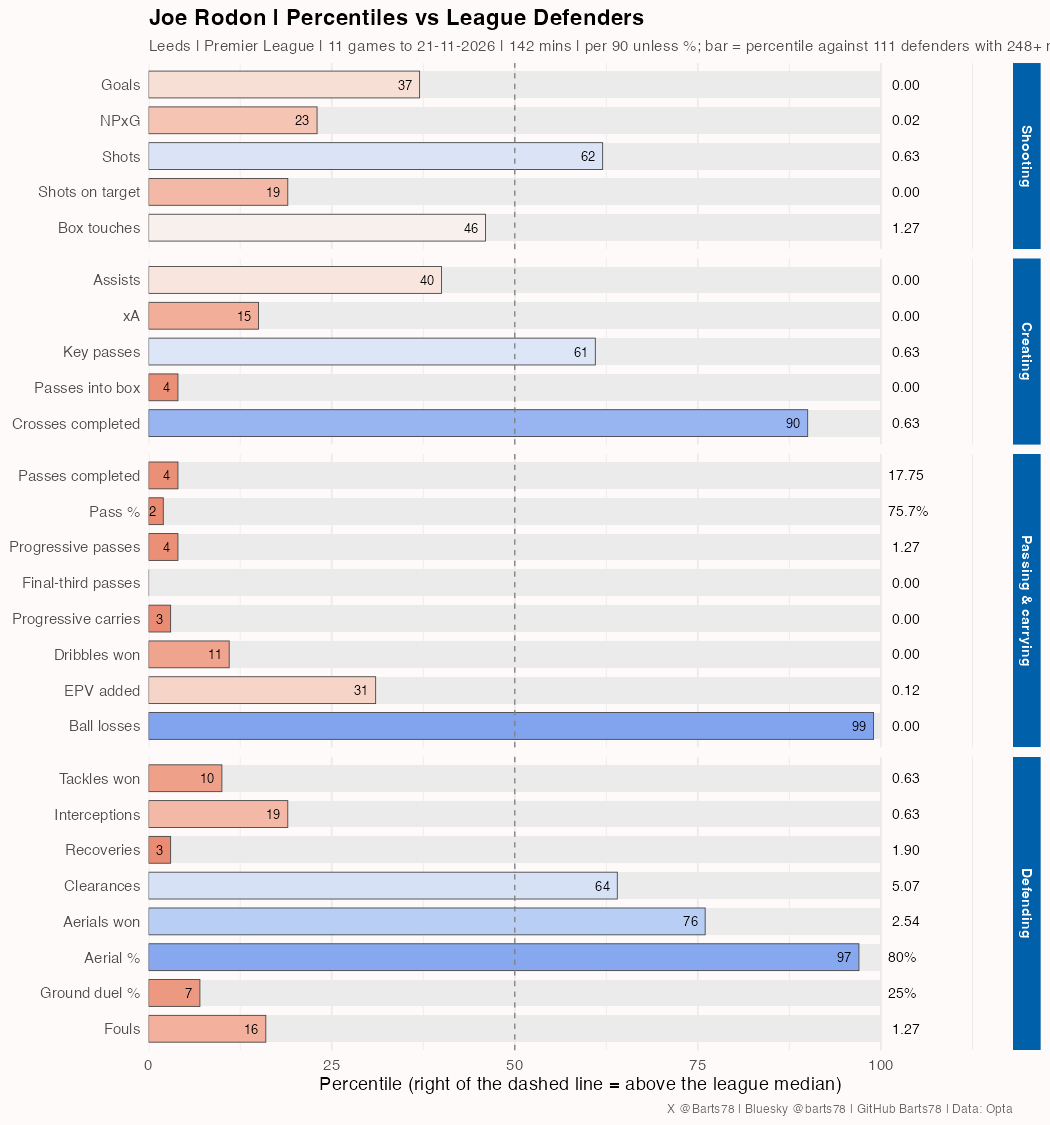 Joe Rodon | Percentiles vs League Defenders
Leeds | Premier League | 11 games to 21-11-2026 | 142 mins | per 90 unless %; bar = percentile against 111 defenders with 248+
Goals 37 0.00
NPxG 23 0.02
Shots 62 0.63
Shots on target 19 0.00
Box touches 46 1.27
Shooting
Assists 40 0.00
xA 15 0.00
Key passes 61 0.63
Passes into box 4 0.00
Crosses completed 90 0.63
Creating
Passes completed 4 17.75
Pass % 2 75.7%
Progressive passes 4 1.27
Final-third passes 0.00
Progressive carries 3 0.00
Dribbles won 11 0.00
EPV added 31 0.12
Ball losses 99 0.00
Passing & carrying
Tackles won 10 0.63
Interceptions 19 0.63
Recoveries 3 1.90
Clearances 64 5.07
Aerials won 76 2.54
Aerial % 97 80%
Ground duel % 7 25%
Fouls 16 1.27
Defending
0 25 50 75 100
Percentile (right of the dashed line = above the league median)
X @Barts78 | Bluesky @barts78 | GitHub Barts78 | Data: Opta